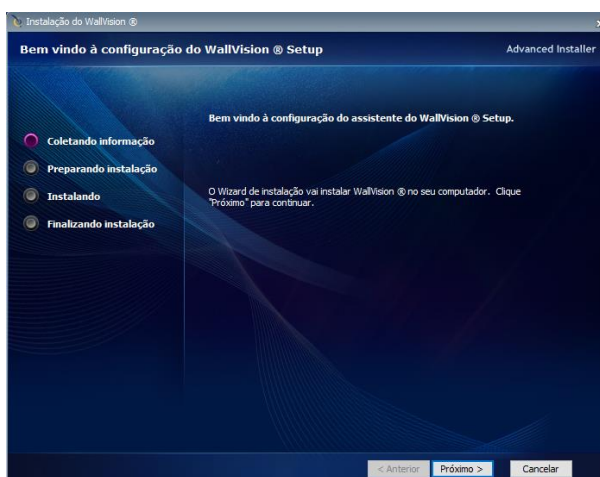 Instalação do WallVision ®
Bem vindo à configuração do WallVision ® Setup
Advanced Installer
Bem vindo à configuração do assistente do WallVision ® Setup.
Coletando informação
Preparando instalação
Instalando
Finalizando instalação
O Wizard de instalação vai instalar WallVision ® no seu computador. Clique
"Próximo" para continuar.
< Anterior
Próximo >
Cancelar